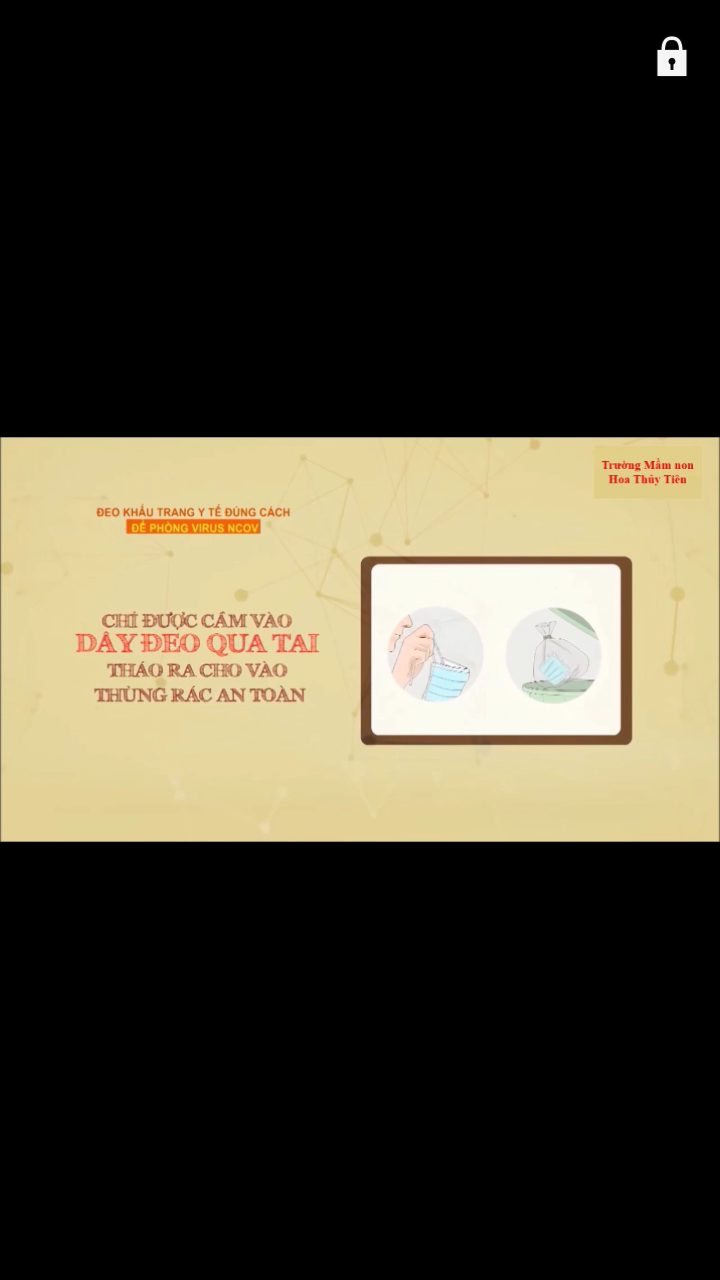 Trường Mầm non
Hoa Thủy Tiên
ĐEO KHẨU TRANG Y TẾ ĐÚNG CÁCH
ĐỀ PHÒNG VIRUS NCOV
CHỈ ĐƯỢC CẦM VÀO
DÂY ĐEO QUA TAI
THÁO RA CHO VÀO
THÙNG RÁC AN TOÀN